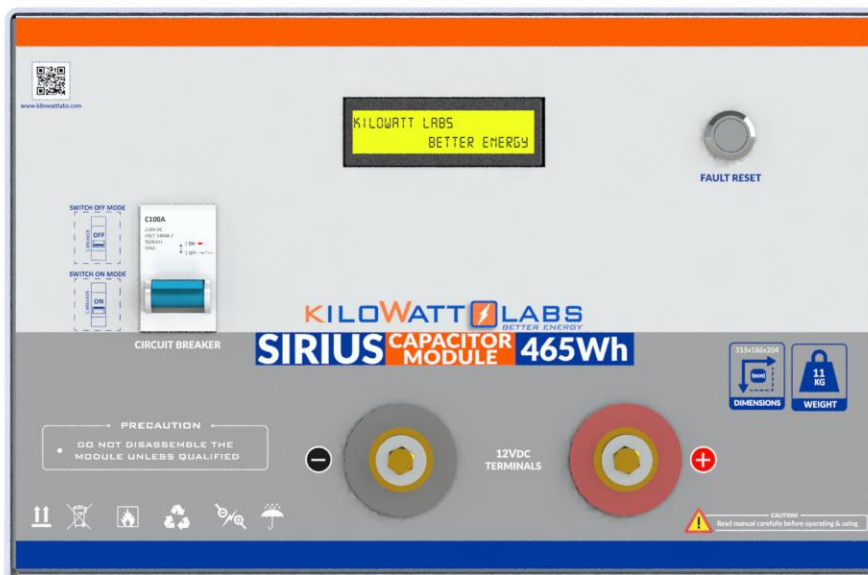 www.kilowattlabs.com
KILOWATT LABS
BETTER ENERGY
FAULT RESET
SWITCH OFF MODE
OFF
C100A
SWITCH ON MODE
ON
CIRCUIT BREAKER
KILOWATT LABS
BETTER ENERGY
SIRIUS CAPACITOR MODULE 465Wh
313x186x204
(mm)
DIMENSIONS
11
KG
WEIGHT
PRECAUTION
• DO NOT DISASSEMBLE THE
MODULE UNLESS QUALIFIED
12VDC
TERMINALS
CAUTION!
Read manual carefully before operating & using